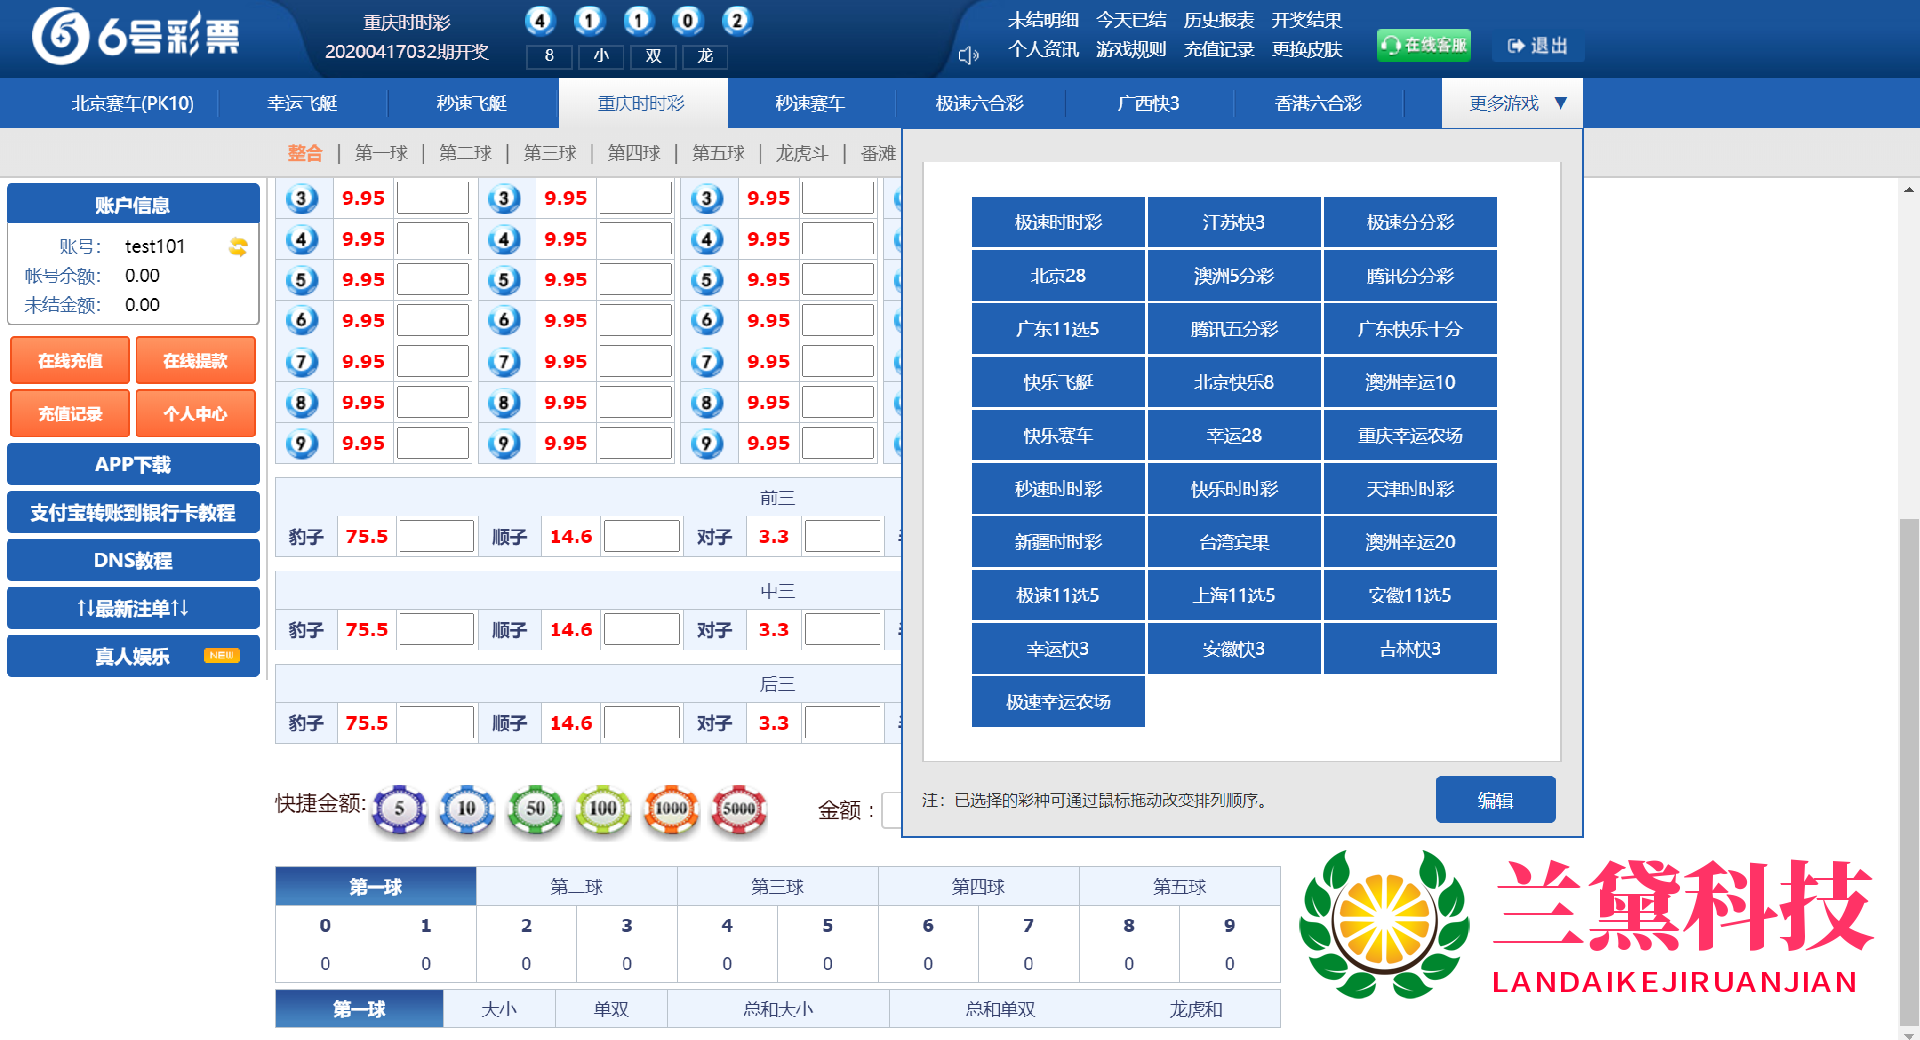 6号彩票
重庆时时彩
20200417032期开奖
4 1 1 0 2
8 小 双 龙
未结明细 今天已结 历史报表 开奖结果
个人资讯 游戏规则 充值记录 更换皮肤
在线客服
退出
北京赛车(PK10) 幸运飞艇 秒速飞艇 重庆时时彩 秒速赛车 极速六合彩 广西快3 香港六合彩 更多游戏 ▼
整合 | 第一球 | 第二球 | 第三球 | 第四球 | 第五球 | 龙虎斗 | 番滩
账户信息
账号： test101
帐号余额： 0.00
未结金额： 0.00
在线充值 在线提款
充值记录 个人中心
APP下载
支付宝转账到银行卡教程
DNS教程
↑↓最新注单↑↓
真人娱乐 NEW
3 9.95 3 9.95 3 9.95
4 9.95 4 9.95 4 9.95
5 9.95 5 9.95 5 9.95
6 9.95 6 9.95 6 9.95
7 9.95 7 9.95 7 9.95
8 9.95 8 9.95 8 9.95
9 9.95 9 9.95 9 9.95
前三
豹子 75.5 顺子 14.6 对子 3.3
中三
豹子 75.5 顺子 14.6 对子 3.3
后三
豹子 75.5 顺子 14.6 对子 3.3
快捷金额: 5 10 50 100 1000 5000 金额：
极速时时彩 江苏快3 极速分分彩
北京28 澳洲5分彩 腾讯分分彩
广东11选5 腾讯五分彩 广东快乐十分
快乐飞艇 北京快乐8 澳洲幸运10
快乐赛车 幸运28 重庆幸运农场
秒速时时彩 快乐时时彩 天津时时彩
新疆时时彩 台湾宾果 澳洲幸运20
极速11选5 上海11选5 安徽11选5
幸运快3 安徽快3 吉林快3
极速幸运农场
注：已选择的彩种可通过鼠标拖动改变排列顺序。
编辑
第一球 第二球 第三球 第四球 第五球
0 1 2 3 4 5 6 7 8 9
0 0 0 0 0 0 0 0 0 0
第一球 大小 单双 总和大小 总和单双 龙虎和
兰黛科技
LANDAIKEJIRUANJIAN